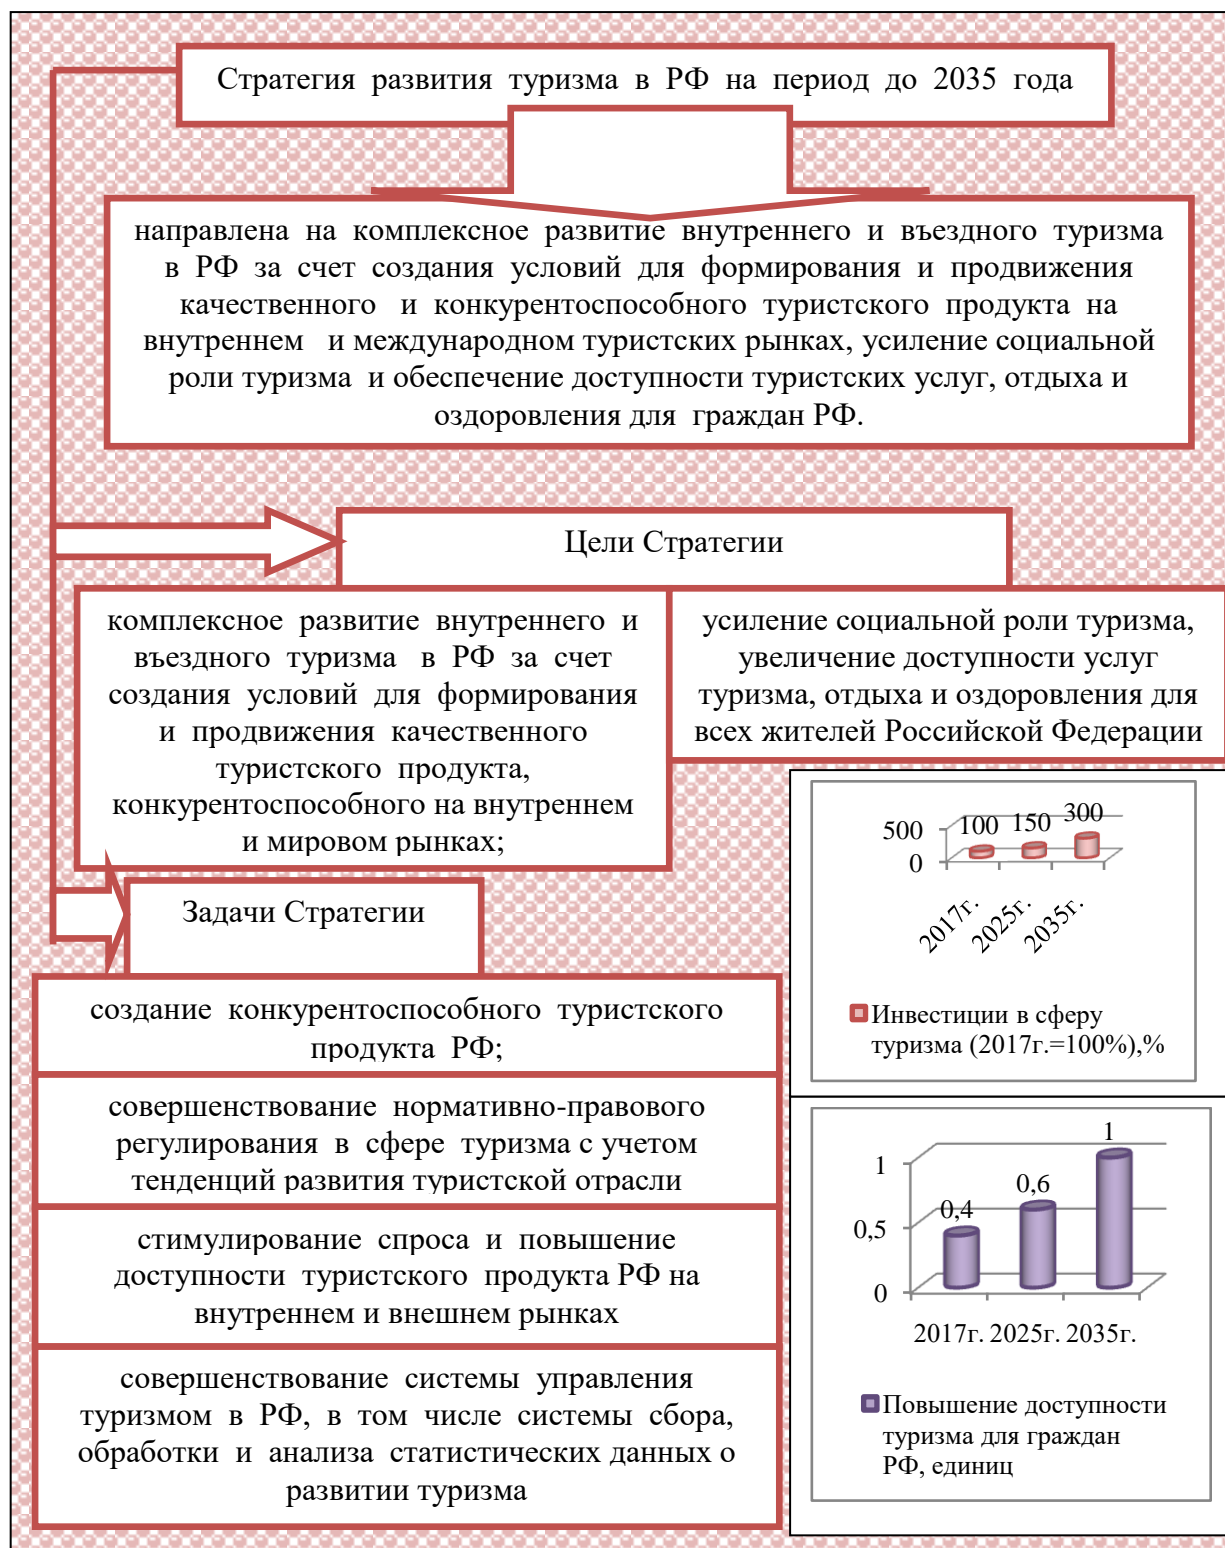 Стратегия развития туризма в РФ на период до 2035 года
направлена на комплексное развитие внутреннего и въездного туризма
в РФ за счет создания условий для формирования и продвижения
качественного и конкурентоспособного туристского продукта на
внутреннем и международном туристских рынках, усиление социальной
роли туризма и обеспечение доступности туристских услуг, отдыха и
оздоровления для граждан РФ.
Цели Стратегии
комплексное развитие внутреннего и
въездного туризма в РФ за счет
создания условий для формирования
и продвижения качественного
туристского продукта,
конкурентоспособного на внутреннем
и мировом рынках;
усиление социальной роли туризма,
увеличение доступности услуг
туризма, отдыха и оздоровления для
всех жителей Российской Федерации
Задачи Стратегии
создание конкурентоспособного туристского
продукта РФ;
совершенствование нормативно-правового
регулирования в сфере туризма с учетом
тенденций развития туристской отрасли
стимулирование спроса и повышение
доступности туристского продукта РФ на
внутреннем и внешнем рынках
совершенствование системы управления
туризмом в РФ, в том числе системы сбора,
обработки и анализа статистических данных о
развитии туризма
500
0
100 150 300
2017г. 2025г. 2035г.
Инвестиции в сферу
туризма (2017г.=100%),%
1
0,5
0
0,4 0,6 1
2017г. 2025г. 2035г.
Повышение доступности
туризма для граждан
РФ, единиц